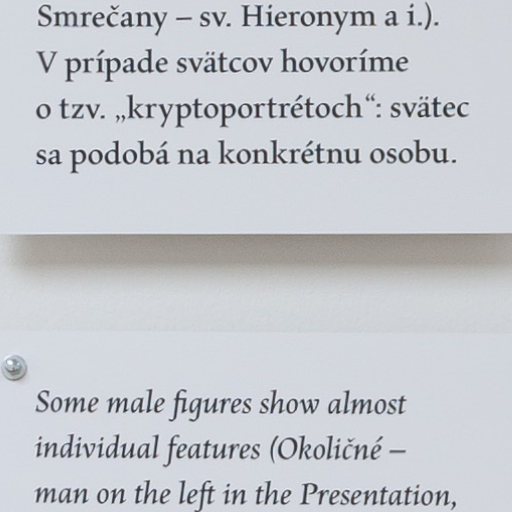 Smrečany – sv. Hieronym a i.).
V prípade svätcov hovoríme
o tzv. „kryptoportrétoch“: svätec
sa podobá na konkrétnu osobu.
Some male figures show almost
individual features (Okoličné –
man on the left in the Presentation,